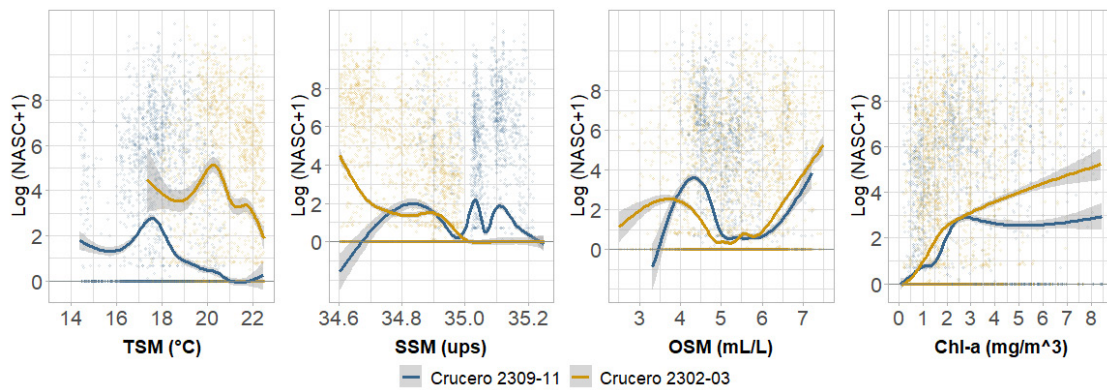 Log (NASC+1)
8
6
4
2
0
14 16 18 20 22
TSM (°C)
Log (NASC+1)
8
6
4
2
0
34.6 34.8 35.0 35.2
SSM (ups)
Log (NASC+1)
8
6
4
2
0
3 4 5 6 7
OSM (mL/L)
Log (NASC+1)
8
6
4
2
0
0 1 2 3 4 5 6 7 8
Chl-a (mg/m^3)
Crucero 2309-11 Crucero 2302-03